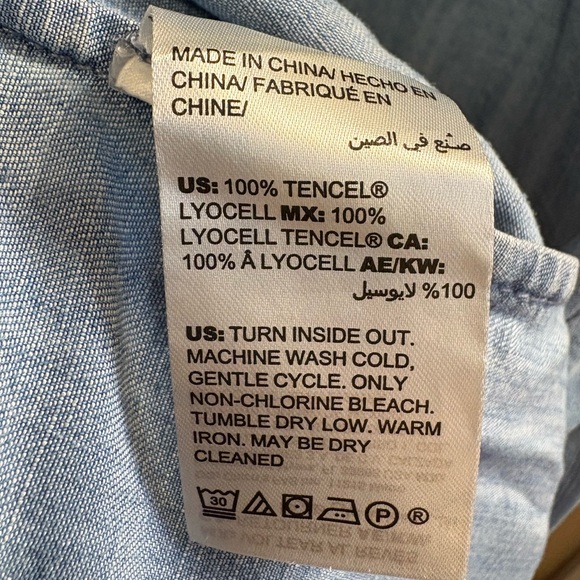 MADE IN CHINA/ HECHO EN
CHINA/ FABRIQUÉ EN
CHINE/
صنع في الصين
US: 100% TENCEL®
LYOCELL MX: 100%
LYOCELL TENCEL® CA:
100% Â LYOCELL AE/KW:
100% لايوسيل
US: TURN INSIDE OUT.
MACHINE WASH COLD,
GENTLE CYCLE. ONLY
NON-CHLORINE BLEACH.
TUMBLE DRY LOW. WARM
IRON. MAY BE DRY
CLEANED
30 P ®